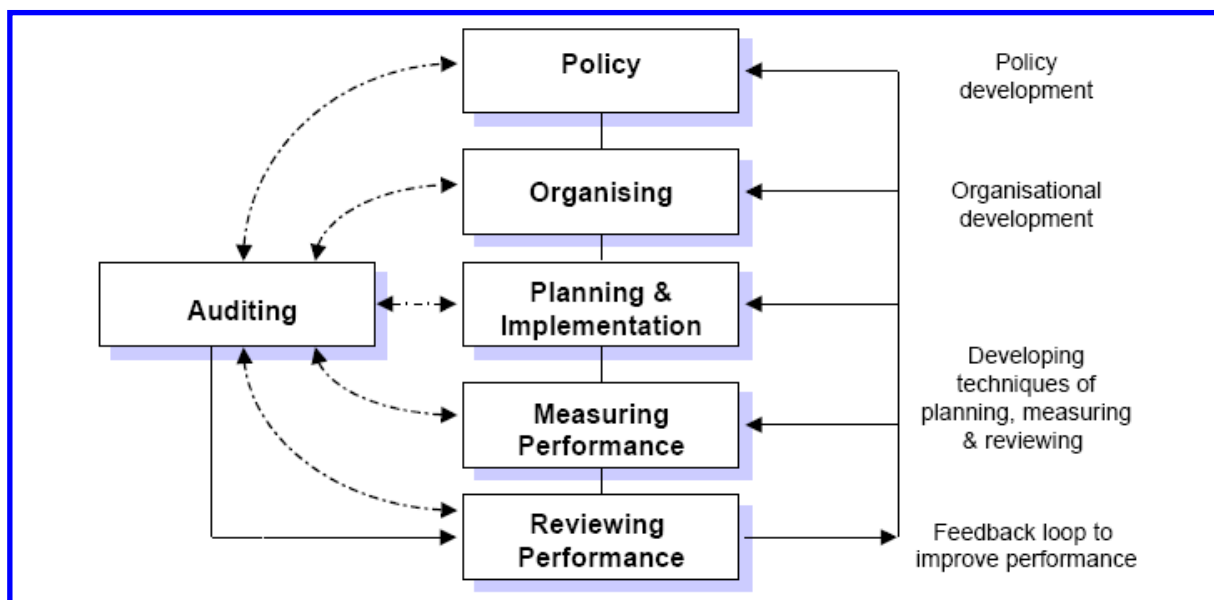 Policy
Policy
development
Organising
Organisational
development
Auditing
Planning &
Implementation
Developing
techniques of
planning, measuring
& reviewing
Measuring
Performance
Reviewing
Performance
Feedback loop to
improve performance